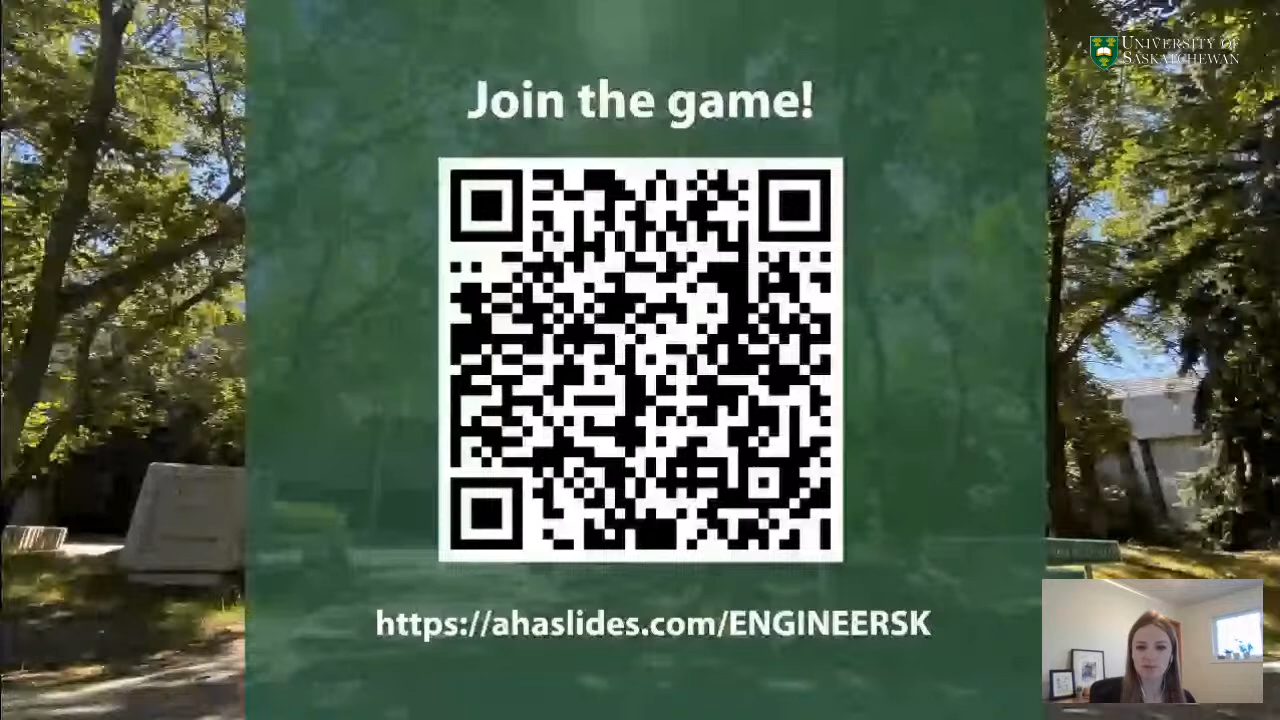 UNIVERSITY OF
SASKATCHEWAN
Join the game!
https://ahaslides.com/ENGINEERSK